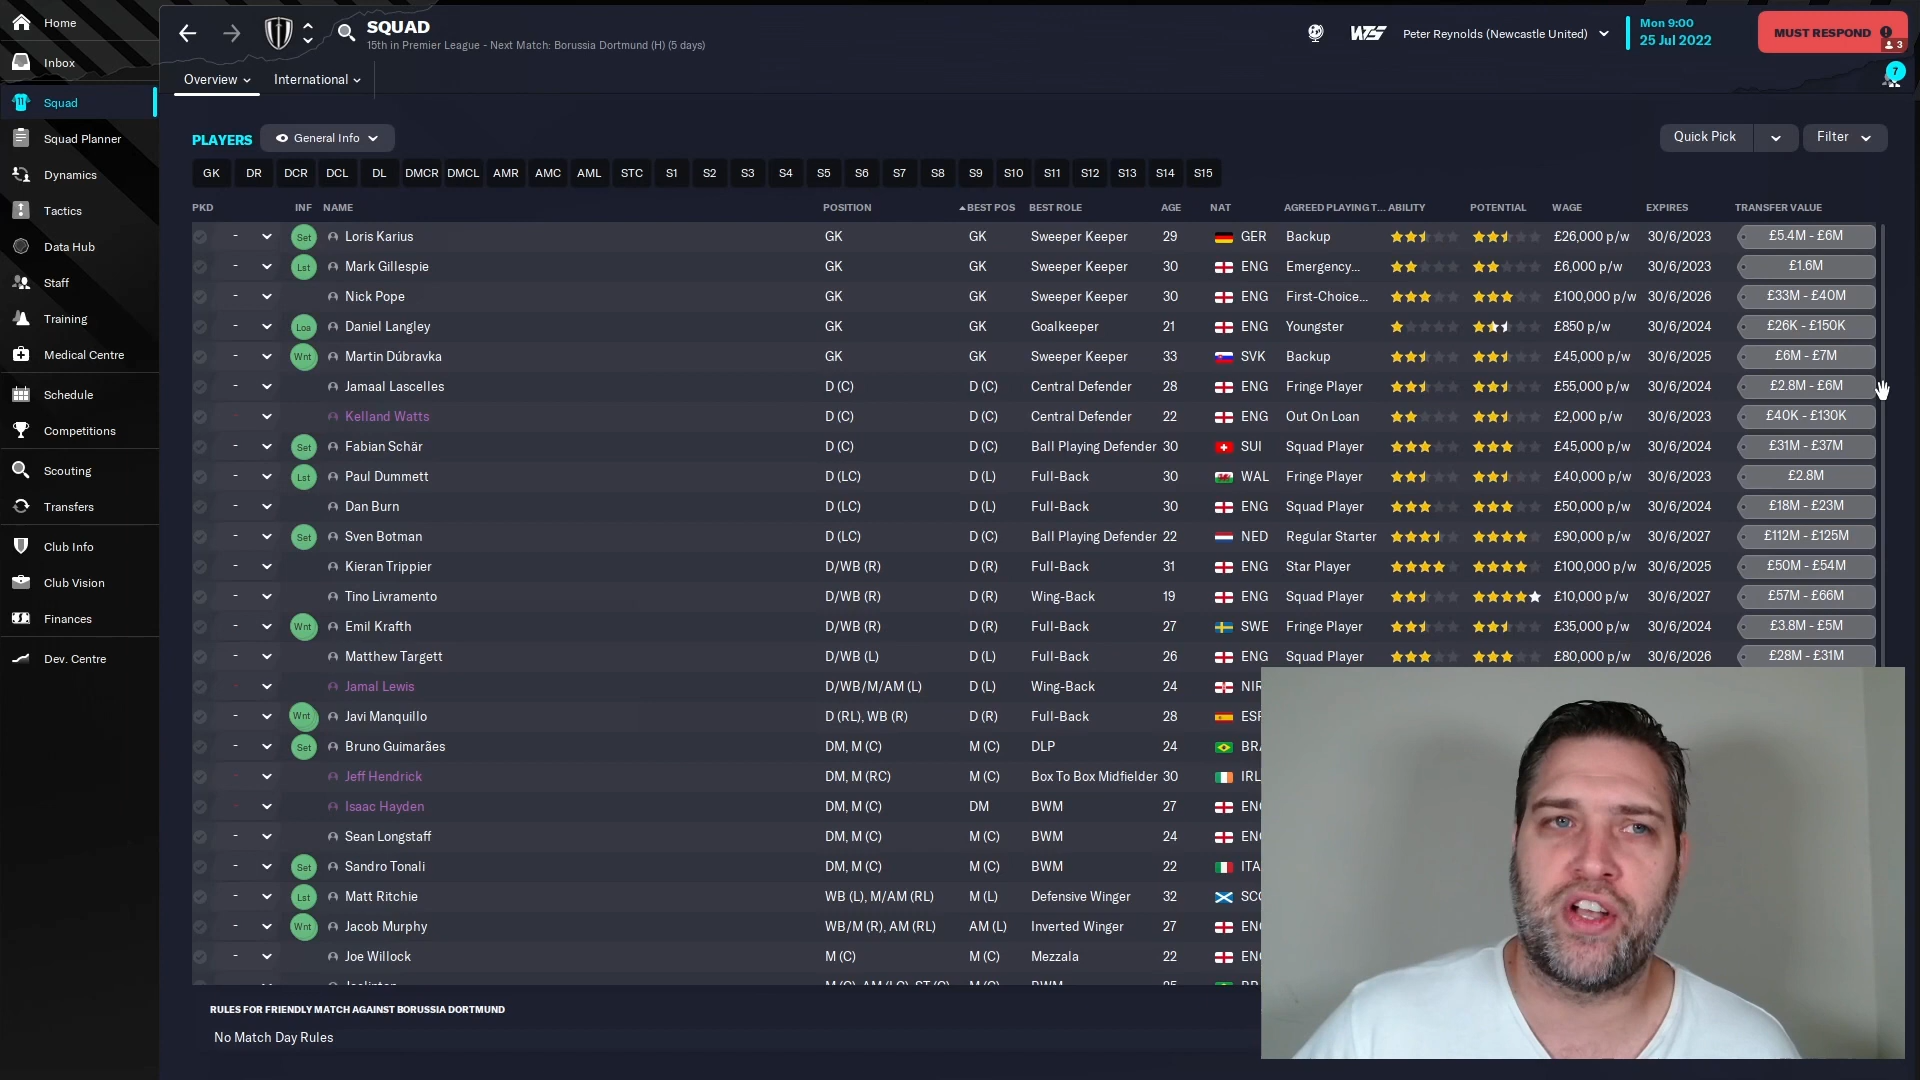 Home
Inbox
Squad
Squad Planner
Dynamics
Tactics
Data Hub
Staff
Training
Medical Centre
Schedule
Competitions
Scouting
Transfers
Club Info
Club Vision
Finances
Dev. Centre
SQUAD
15th in Premier League - Next Match: Borussia Dortmund (H) (5 days)
Peter Reynolds (Newcastle United)
Mon 9:00
25 Jul 2022
MUST RESPOND
3
7
Overview International
PLAYERS General Info Quick Pick Filter
GK DR DCR DCL DL DMCR DMCL AMR AMC AML STC S1 S2 S3 S4 S5 S6 S7 S8 S9 S10 S11 S12 S13 S14 S15
PKD INF NAME POSITION BEST POS BEST ROLE AGE NAT AGREED PLAYING T... ABILITY POTENTIAL WAGE EXPIRES TRANSFER VALUE
- Set Loris Karius GK GK Sweeper Keeper 29 GER Backup £26,000 p/w 30/6/2023 £5.4M - £6M
- Lst Mark Gillespie GK GK Sweeper Keeper 30 ENG Emergency... £6,000 p/w 30/6/2023 £1.6M
- Nick Pope GK GK Sweeper Keeper 30 ENG First-Choice... £100,000 p/w 30/6/2026 £33M - £40M
- Loa Daniel Langley GK GK Goalkeeper 21 ENG Youngster £850 p/w 30/6/2024 £26K - £150K
- Wnt Martin Dúbravka GK GK Sweeper Keeper 33 SVK Backup £45,000 p/w 30/6/2025 £6M - £7M
- Jamaal Lascelles D (C) D (C) Central Defender 28 ENG Fringe Player £55,000 p/w 30/6/2024 £2.8M - £6M
- Kelland Watts D (C) D (C) Central Defender 22 ENG Out On Loan £2,000 p/w 30/6/2023 £40K - £130K
- Set Fabian Schär D (C) D (C) Ball Playing Defender 30 SUI Squad Player £45,000 p/w 30/6/2024 £31M - £37M
- Lst Paul Dummett D (LC) D (L) Full-Back 30 WAL Fringe Player £40,000 p/w 30/6/2023 £2.8M
- Dan Burn D (LC) D (L) Full-Back 30 ENG Squad Player £50,000 p/w 30/6/2024 £18M - £23M
- Set Sven Botman D (LC) D (C) Ball Playing Defender 22 NED Regular Starter £90,000 p/w 30/6/2027 £112M - £125M
- Kieran Trippier D/WB (R) D (R) Full-Back 31 ENG Star Player £100,000 p/w 30/6/2025 £50M - £54M
- Tino Livramento D/WB (R) D (R) Wing-Back 19 ENG Squad Player £10,000 p/w 30/6/2027 £57M - £66M
- Wnt Emil Krafth D/WB (R) D (R) Full-Back 27 SWE Fringe Player £35,000 p/w 30/6/2024 £3.8M - £5M
- Matthew Targett D/WB (L) D (L) Full-Back 26 ENG Squad Player £80,000 p/w 30/6/2026 £28M - £31M
- Jamal Lewis D/WB/M/AM (L) D (L) Wing-Back 24 NIR
- Wnt Javi Manquillo D (RL), WB (R) D (R) Full-Back 28
- Set Bruno Guimarães DM, M (C) M (C) DLP 24
- Jeff Hendrick DM, M (RC) M (C) Box To Box Midfielder 30 IRL
- Isaac Hayden DM, M (C) DM BWM 27
- Sean Longstaff DM, M (C) M (C) BWM 24
- Set Sandro Tonali DM, M (C) M (C) BWM 22 ITA
- Lst Matt Ritchie WB (L), M/AM (RL) M (L) Defensive Winger 32
- Wnt Jacob Murphy WB/M (R), AM (RL) AM (L) Inverted Winger 27
- Joe Willock M (C) M (C) Mezzala 22
RULES FOR FRIENDLY MATCH AGAINST BORUSSIA DORTMUND
No Match Day Rules